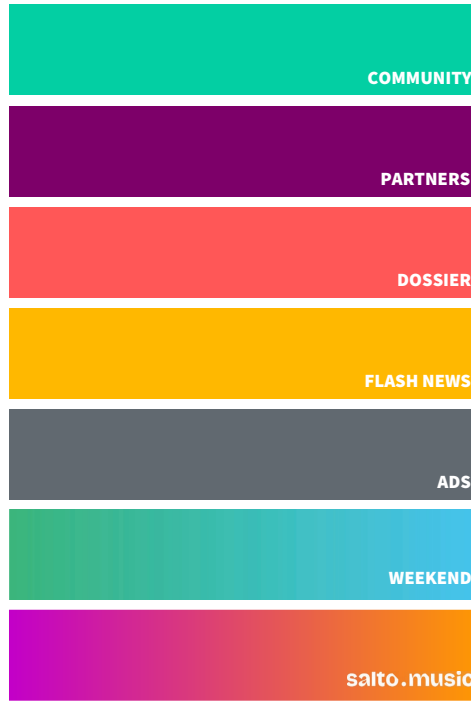 COMMUNITY
PARTNERS
DOSSIER
FLASH NEWS
ADS
WEEKEND
salto.music